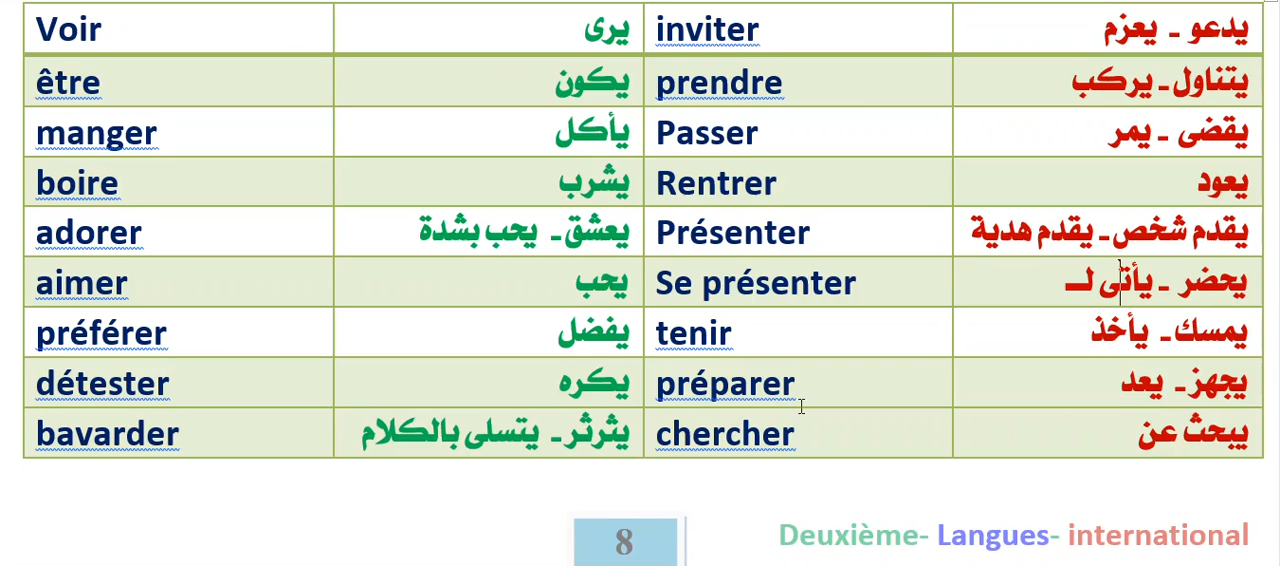 Voir يرى inviter يدعو - يعزم
être يكون prendre يتناول - يركب
manger يأكل Passer يقضى - يمر
boire يشرب Rentrer يعود
adorer يعشق - يحب بشدة Présenter يقدم شخص - يقدم هدية
aimer يحب Se présenter يحضر - يأتى لــ
préférer يفضل tenir يمسك - يأخذ
détester يكره préparer يجهز - يعد
bavarder يثرثر - يتسلى بالكلام chercher يبحث عن
8 Deuxième- Langues- international